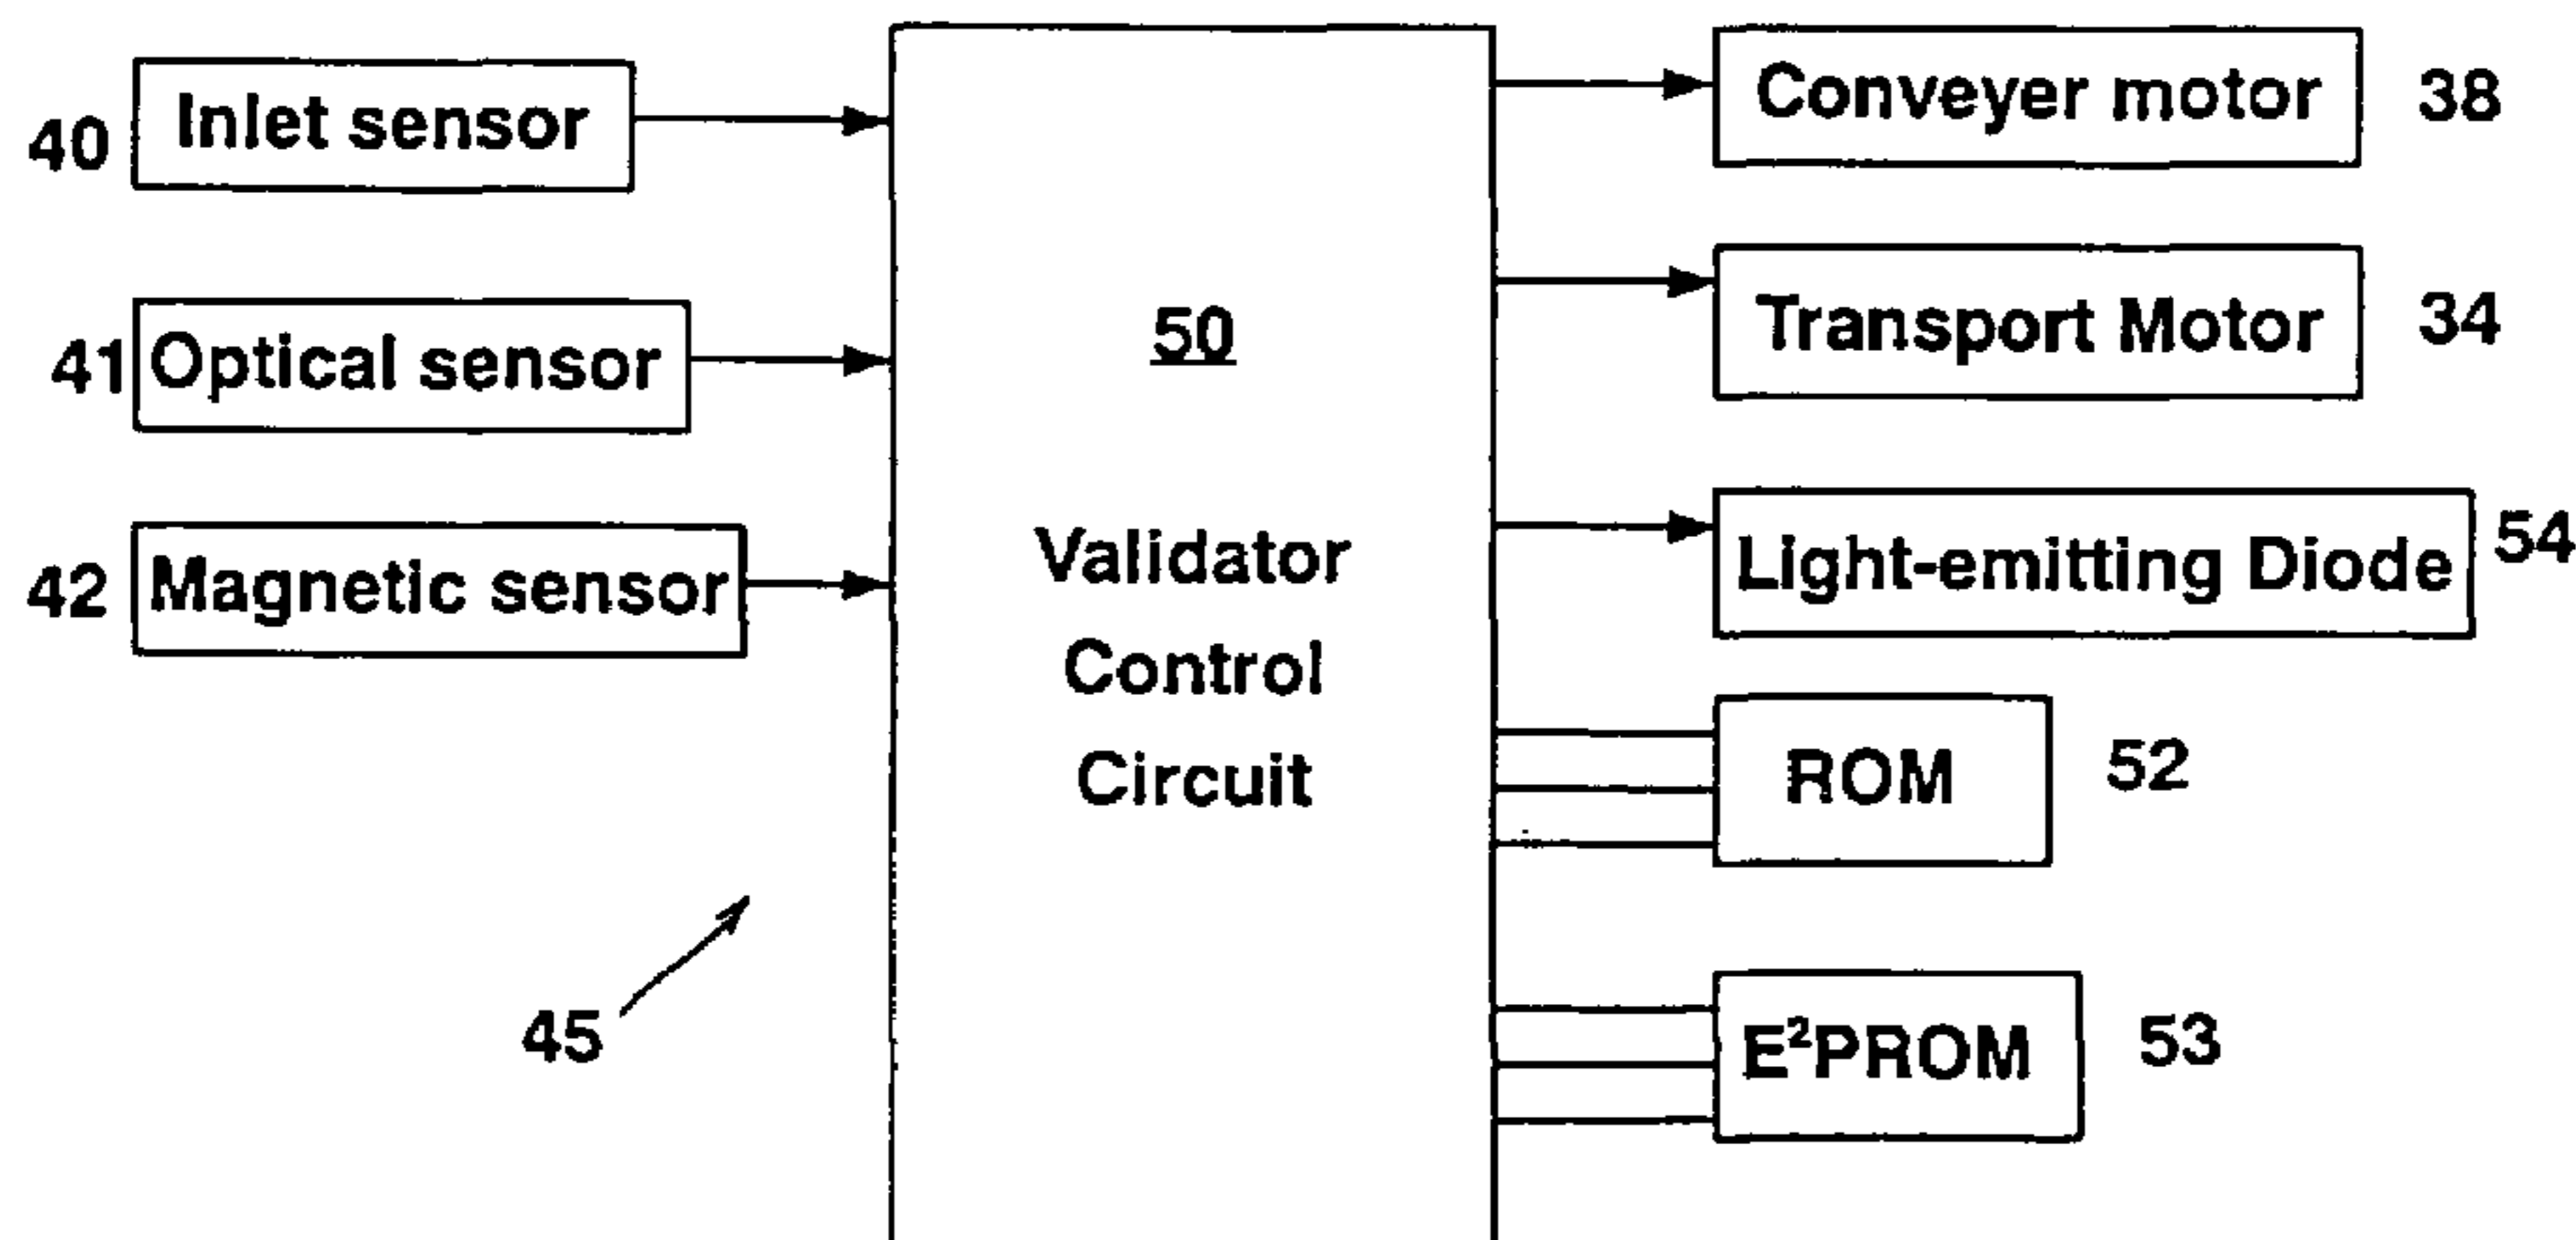 40 Inlet sensor
41 Optical sensor
42 Magnetic sensor
45
50
Validator
Control
Circuit
Conveyer motor 38
Transport Motor 34
Light-emitting Diode 54
ROM 52
E²PROM 53